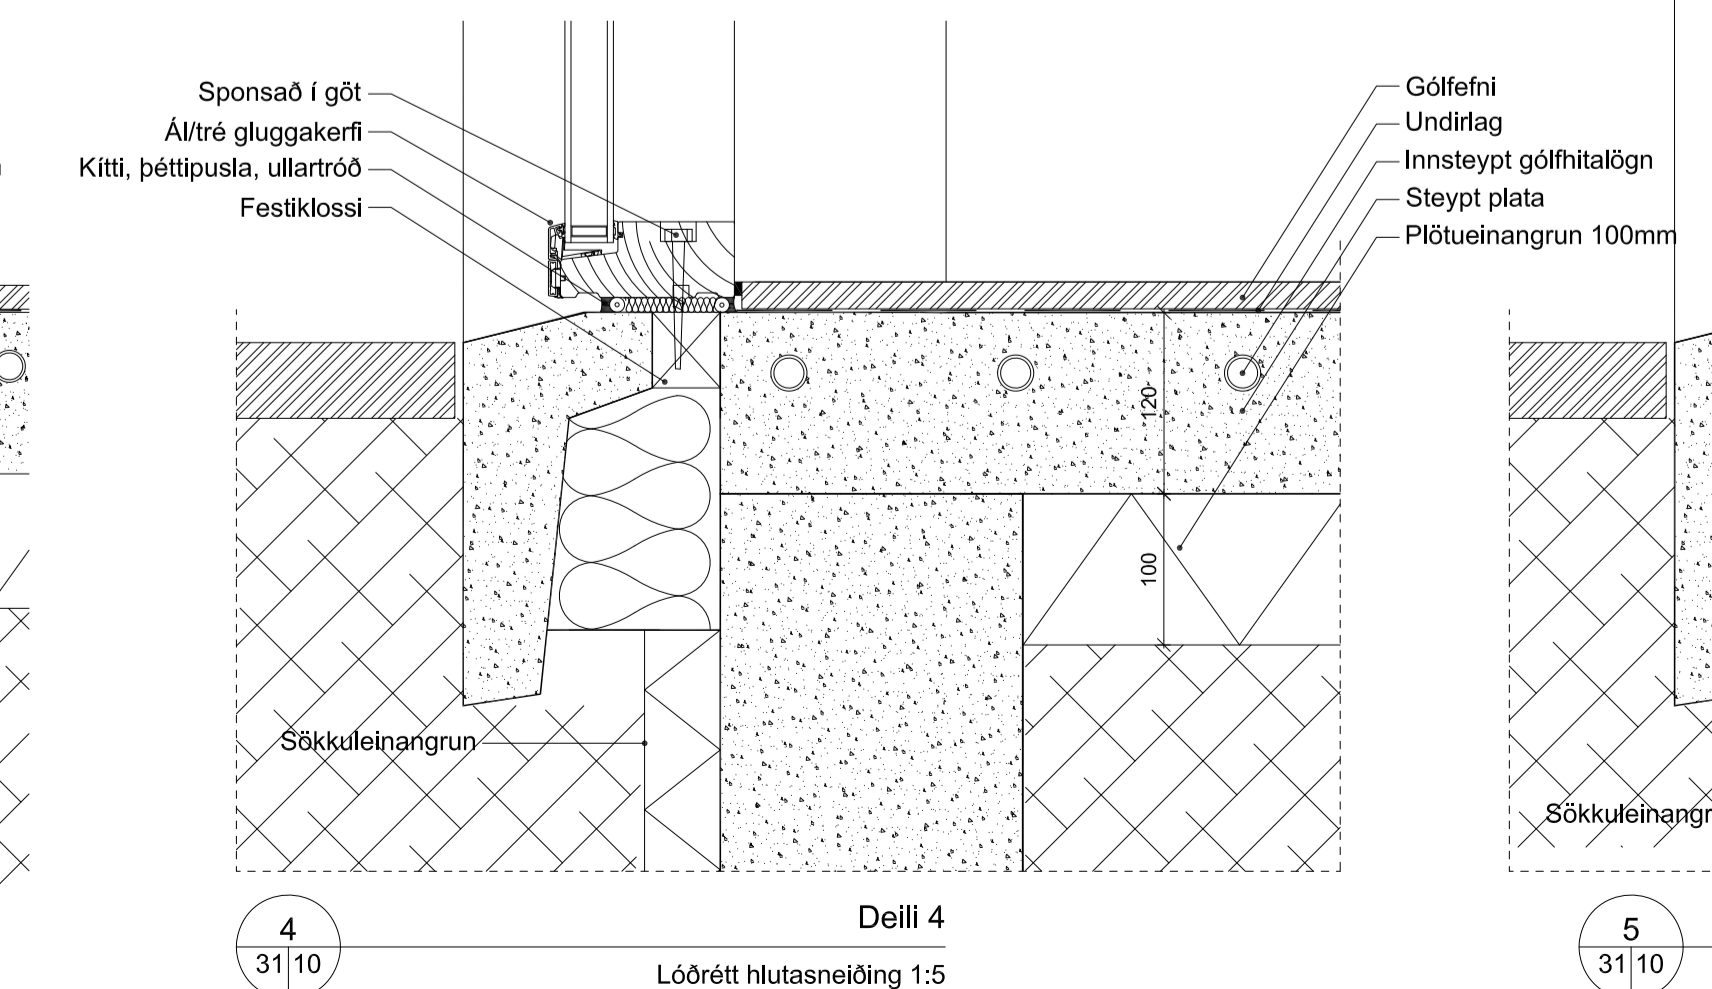 Sponsað í göt
Ál/tré gluggakerfi
Kítti, þéttipusla, ullartróð
Festiklossi
Gólfefni
Undirlag
Innsteypt gólfhitalögn
Steypt plata
Plötueinangrun 100mm
120
100
Sökkuleinangrun
Sökkuleinangr
4
31 10
Deili 4
Lóðrétt hlutasneiðing 1:5
5
31 10